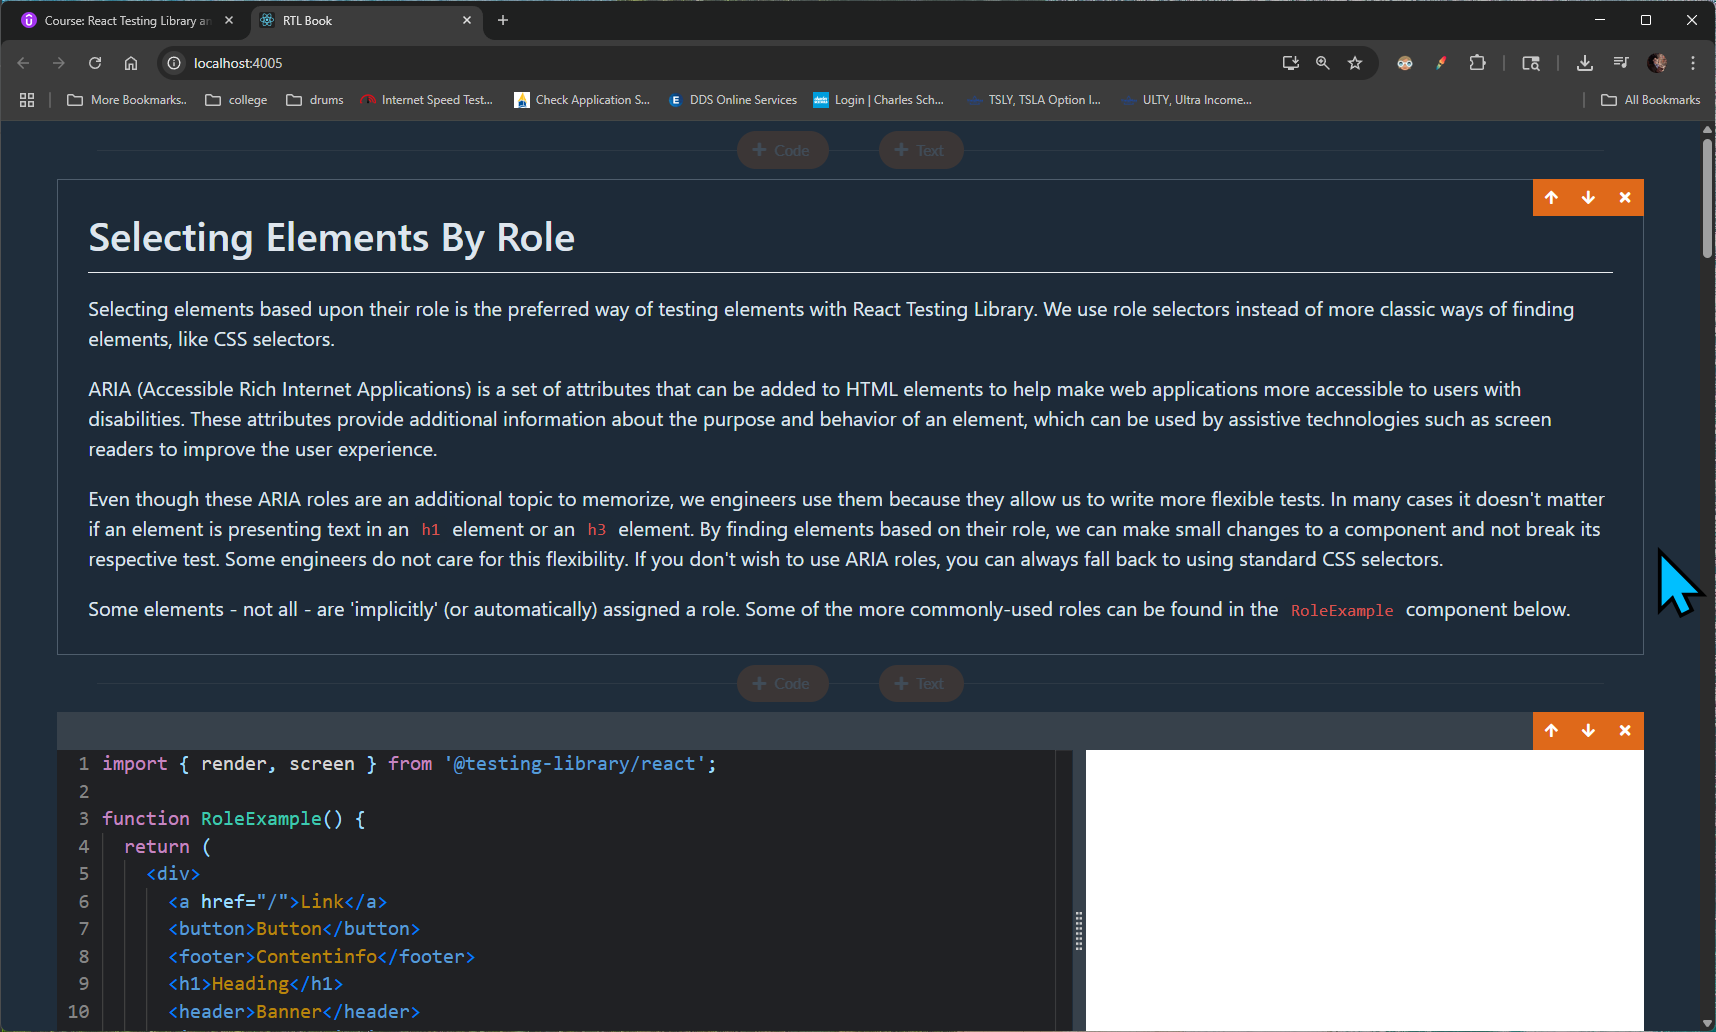 Course: React Testing Library an
RTL Book
localhost:4005
More Bookmarks..
college
drums
Internet Speed Test...
Check Application S...
DDS Online Services
Login | Charles Sch...
TSLY, TSLA Option I...
ULTY, Ultra Income...
All Bookmarks
+ Code
+ Text
Selecting Elements By Role
Selecting elements based upon their role is the preferred way of testing elements with React Testing Library. We use role selectors instead of more classic ways of finding
elements, like CSS selectors.
ARIA (Accessible Rich Internet Applications) is a set of attributes that can be added to HTML elements to help make web applications more accessible to users with
disabilities. These attributes provide additional information about the purpose and behavior of an element, which can be used by assistive technologies such as screen
readers to improve the user experience.
Even though these ARIA roles are an additional topic to memorize, we engineers use them because they allow us to write more flexible tests. In many cases it doesn't matter
if an element is presenting text in an h1 element or an h3 element. By finding elements based on their role, we can make small changes to a component and not break its
respective test. Some engineers do not care for this flexibility. If you don't wish to use ARIA roles, you can always fall back to using standard CSS selectors.
Some elements - not all - are 'implicitly' (or automatically) assigned a role. Some of the more commonly-used roles can be found in the RoleExample component below.
+ Code
+ Text
1 import { render, screen } from '@testing-library/react';
2
3 function RoleExample() {
4 return (
5 <div>
6 <a href="/">Link</a>
7 <button>Button</button>
8 <footer>Contentinfo</footer>
9 <h1>Heading</h1>
10 <header>Banner</header>